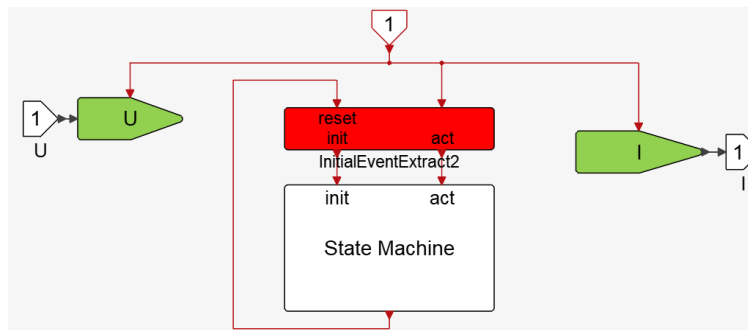 1
1
U
U
reset
init act
InitialEventExtract2
init act
State Machine
I
1
I